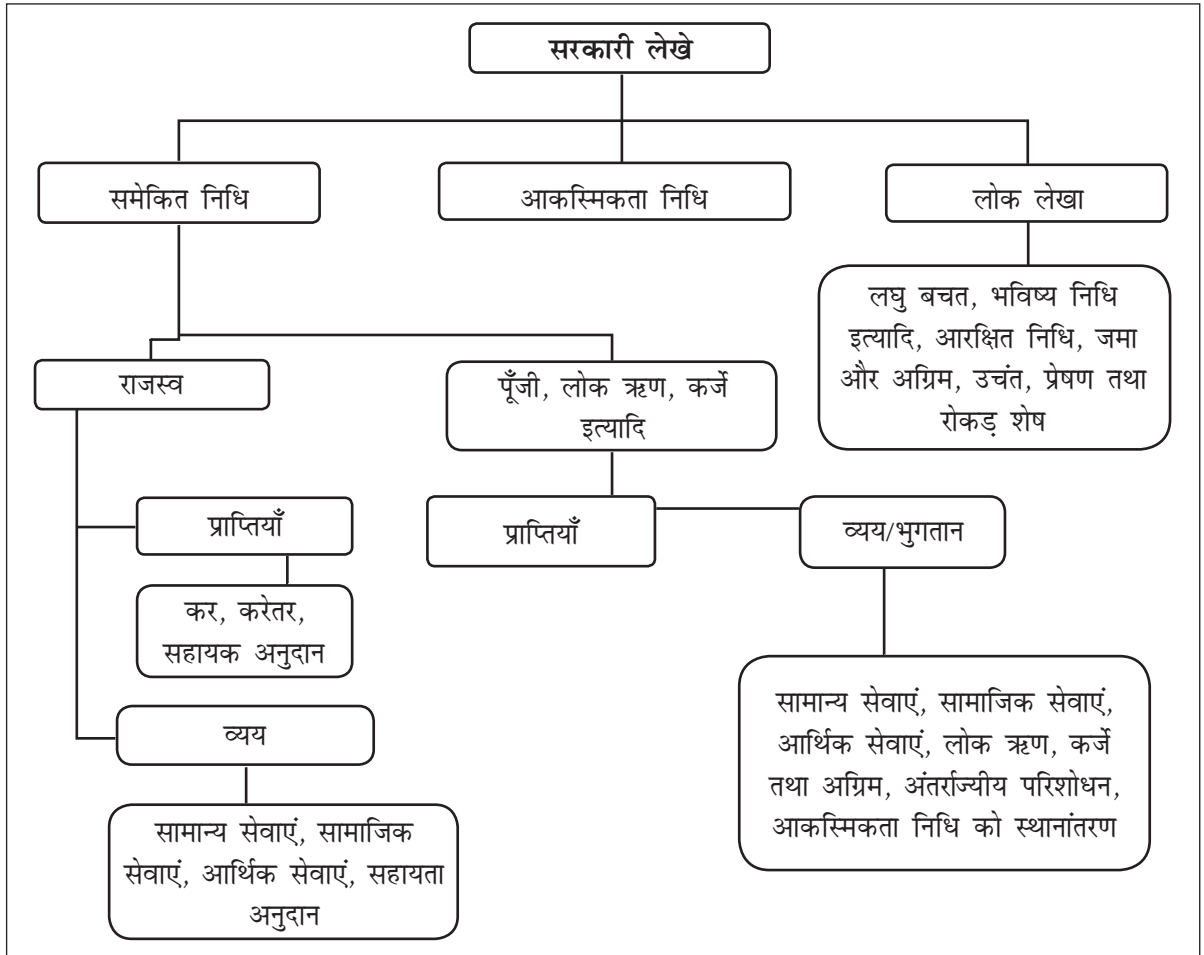 सरकारी लेखे
समेकित निधि
आकस्मिकता निधि
लोक लेखा
लघु बचत, भविष्य निधि
इत्यादि, आरक्षित निधि, जमा
और अग्रिम, उचंत, प्रेषण तथा
रोकड़ शेष
राजस्व
पूँजी, लोक ऋण, कर्जे
इत्यादि
प्राप्तियाँ
कर, करेतर,
सहायक अनुदान
व्यय
सामान्य सेवाएं, सामाजिक
सेवाएं, आर्थिक सेवाएं, सहायता
अनुदान
प्राप्तियाँ
व्यय/भुगतान
सामान्य सेवाएं, सामाजिक सेवाएं,
आर्थिक सेवाएं, लोक ऋण, कर्जे
तथा अग्रिम, अंतर्राज्यीय परिशोधन,
आकस्मिकता निधि को स्थानांतरण